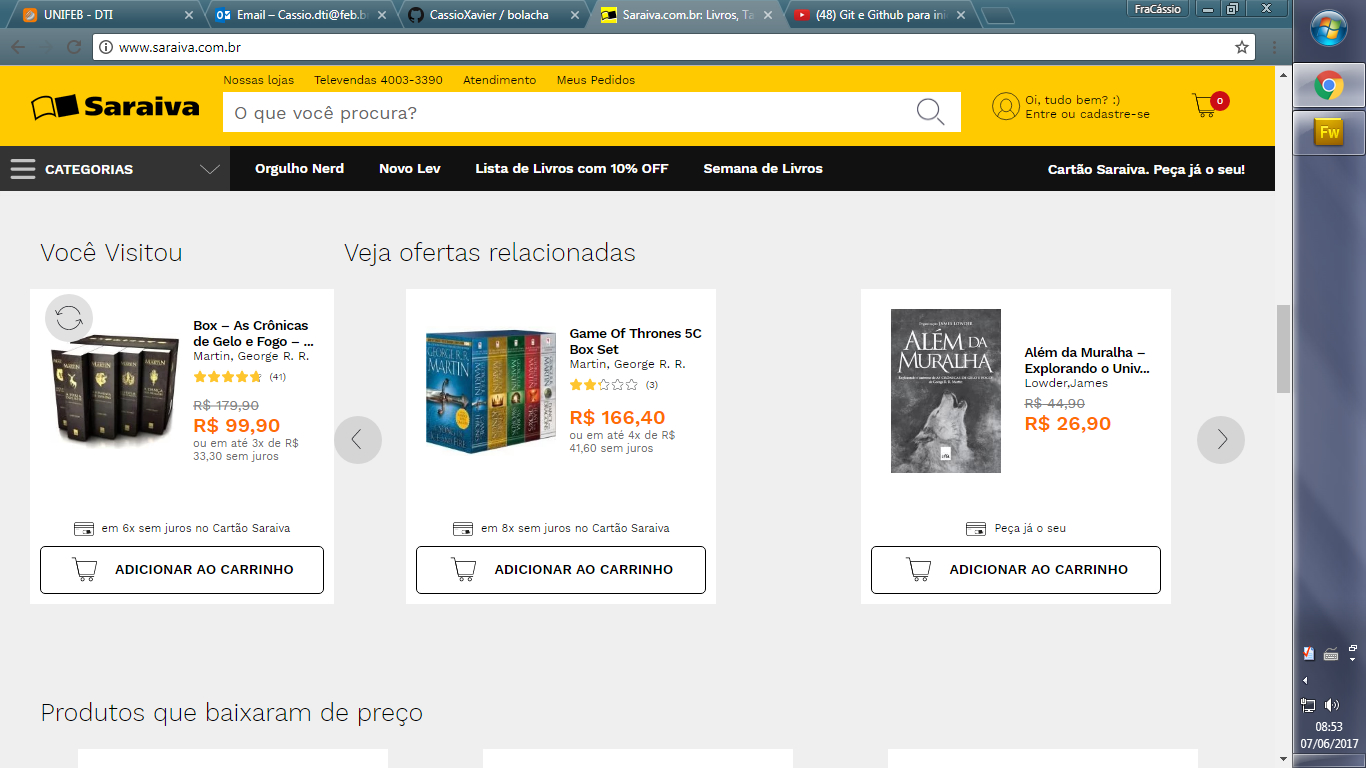 UNIFEB - DTI
Email – Cassio.dti@feb.br
CassioXavier / bolacha
Saraiva.com.br: Livros, Ta
(48) Git e Github para ini
FraCássio
www.saraiva.com.br
Nossas lojas Televendas 4003-3390 Atendimento Meus Pedidos
Saraiva
O que você procura?
Oi, tudo bem? :)
Entre ou cadastre-se
0
CATEGORIAS
Orgulho Nerd Novo Lev Lista de Livros com 10% OFF Semana de Livros
Cartão Saraiva. Peça já o seu!
Você Visitou
Veja ofertas relacionadas
Box – As Crônicas
de Gelo e Fogo – ...
Martin, George R. R.
(41)
R$ 179,90
R$ 99,90
ou em até 3x de R$
33,30 sem juros
em 6x sem juros no Cartão Saraiva
ADICIONAR AO CARRINHO
GEORGE R.R.
MARTIN
Game Of Thrones 5C
Box Set
Martin, George R. R.
(3)
R$ 166,40
ou em até 4x de R$
41,60 sem juros
em 8x sem juros no Cartão Saraiva
ADICIONAR AO CARRINHO
ALÉM DA
MURALHA
Além da Muralha –
Explorando o Univ...
Lowder,James
R$ 44,90
R$ 26,90
Peça já o seu
ADICIONAR AO CARRINHO
Produtos que baixaram de preço
Fw
08:53
07/06/2017